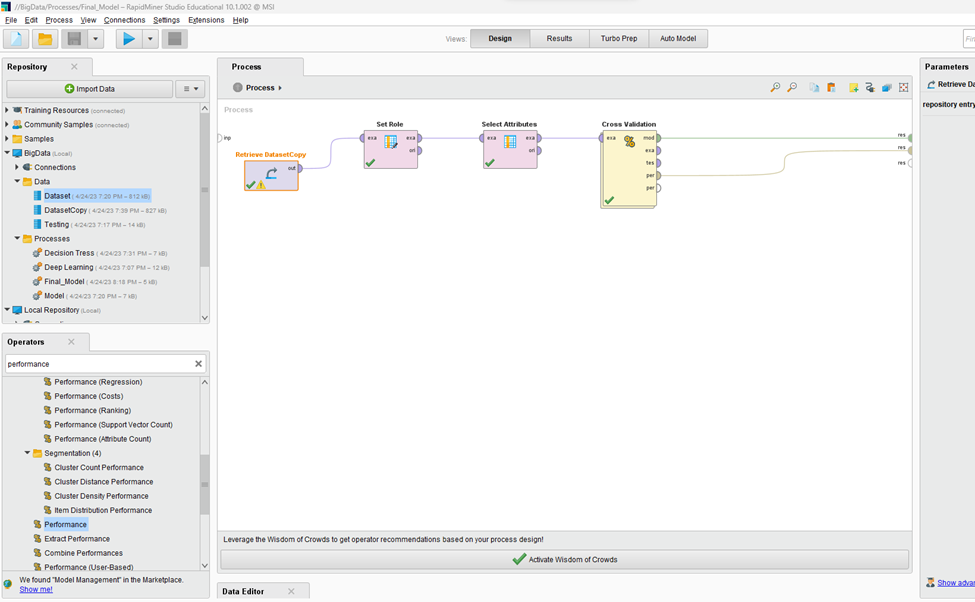 //BigData/Processes/Final_Model – RapidMiner Studio Educational 10.1.002 @ MSI
File Edit Process View Connections Settings Extensions Help
Views: Design Results Turbo Prep Auto Model
Repository
Import Data
Training Resources (connected)
Community Samples (connected)
Samples
BigData (Local)
Connections
Data
Dataset (4/24/23 7:20 PM – 812 kB)
DatasetCopy (4/24/23 7:39 PM – 827 kB)
Testing (4/24/23 7:17 PM – 14 kB)
Processes
Decision Tress (4/24/23 7:31 PM – 7 kB)
Deep Learning (4/24/23 7:07 PM – 12 kB)
Final_Model (4/24/23 8:18 PM – 5 kB)
Model (4/24/23 7:20 PM – 7 kB)
Local Repository (Local)
Operators
performance
Performance (Regression)
Performance (Costs)
Performance (Ranking)
Performance (Support Vector Count)
Performance (Attribute Count)
Segmentation (4)
Cluster Count Performance
Cluster Distance Performance
Cluster Density Performance
Item Distribution Performance
Performance
Extract Performance
Combine Performances
Performance (User-Based)
We found "Model Management" in the Marketplace.
Show me!
Process
Process
Process
inp
Retrieve DatasetCopy
out
Set Role
exa exa
ori
Select Attributes
exa exa
ori
Cross Validation
exa mod
exa
tes
per
per
res
res
res
Leverage the Wisdom of Crowds to get operator recommendations based on your process design!
Activate Wisdom of Crowds
Data Editor
Parameters
Retrieve Da
repository entry
Show advan